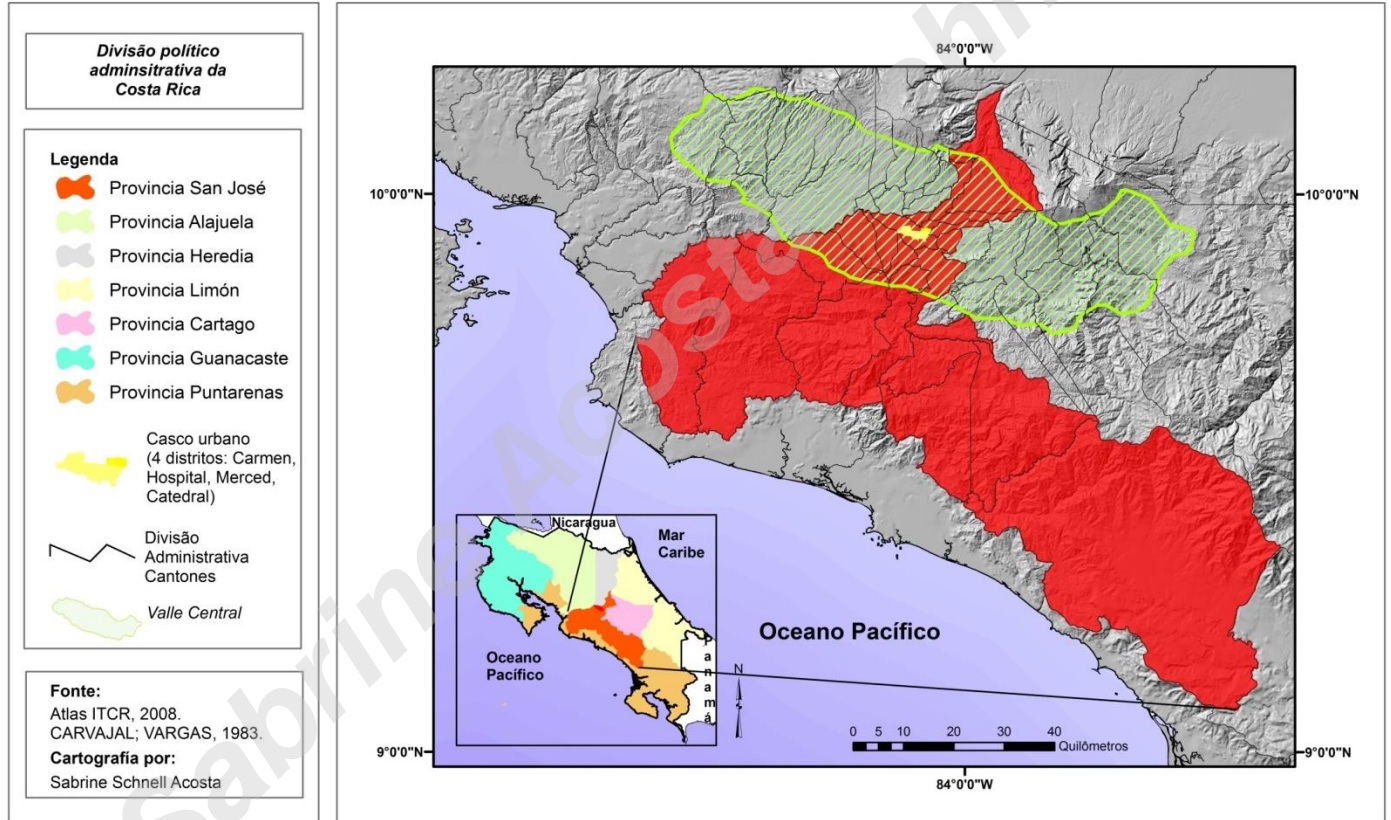 Divisão político
adminsitrativa da
Costa Rica
Legenda
Provincia San José
Provincia Alajuela
Provincia Heredia
Provincia Limón
Provincia Cartago
Provincia Guanacaste
Provincia Puntarenas
Casco urbano
(4 distritos: Carmen,
Hospital, Merced,
Catedral)
Divisão
Administrativa
Cantones
Valle Central
Fonte:
Atlas ITCR, 2008.
CARVAJAL; VARGAS, 1983.
Cartografía por:
Sabrine Schnell Acosta
84°0'0"W
10°0'0"N
10°0'0"N
Nicaragua
Mar
Caribe
Oceano
Pacífico
Panamá
N
Oceano Pacífico
0 5 10 20 30 40
Quilômetros
9°0'0"N
9°0'0"N
84°0'0"W
Sabrine Acosta Schnell